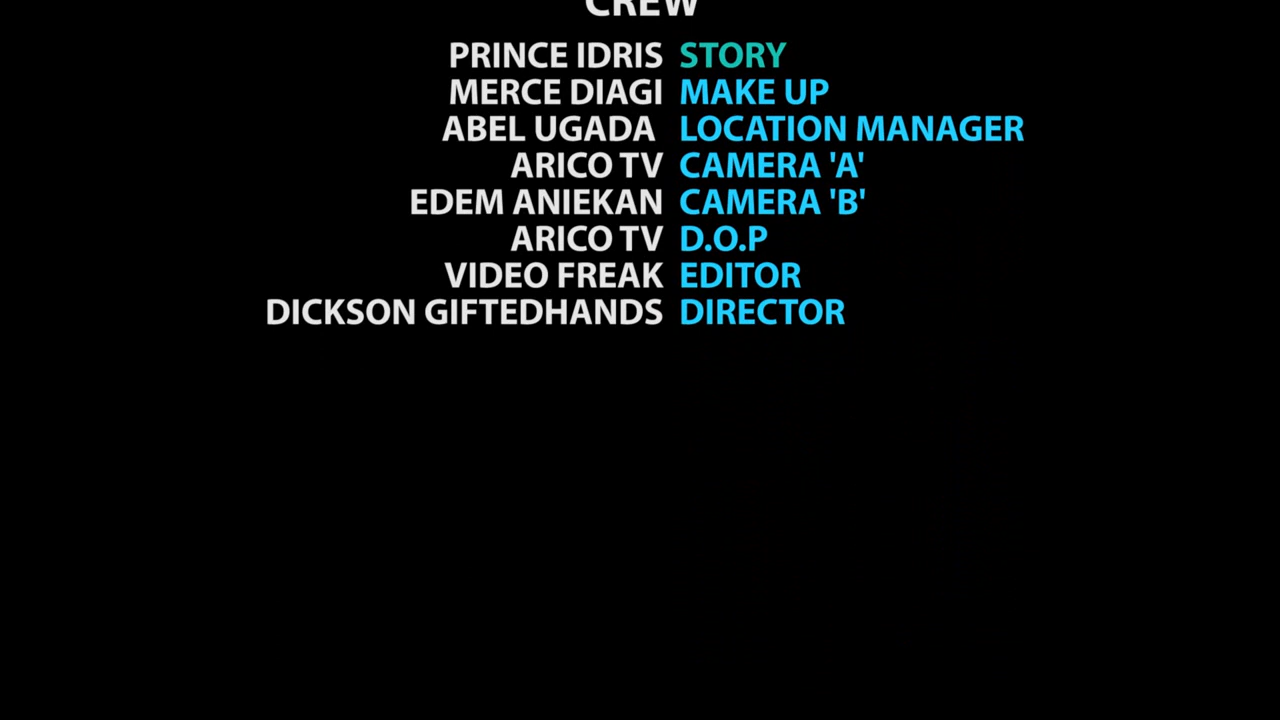 CREW
PRINCE IDRIS STORY
MERCE DIAGI MAKE UP
ABEL UGADA LOCATION MANAGER
ARICO TV CAMERA 'A'
EDEM ANIEKAN CAMERA 'B'
ARICO TV D.O.P
VIDEO FREAK EDITOR
DICKSON GIFTEDHANDS DIRECTOR